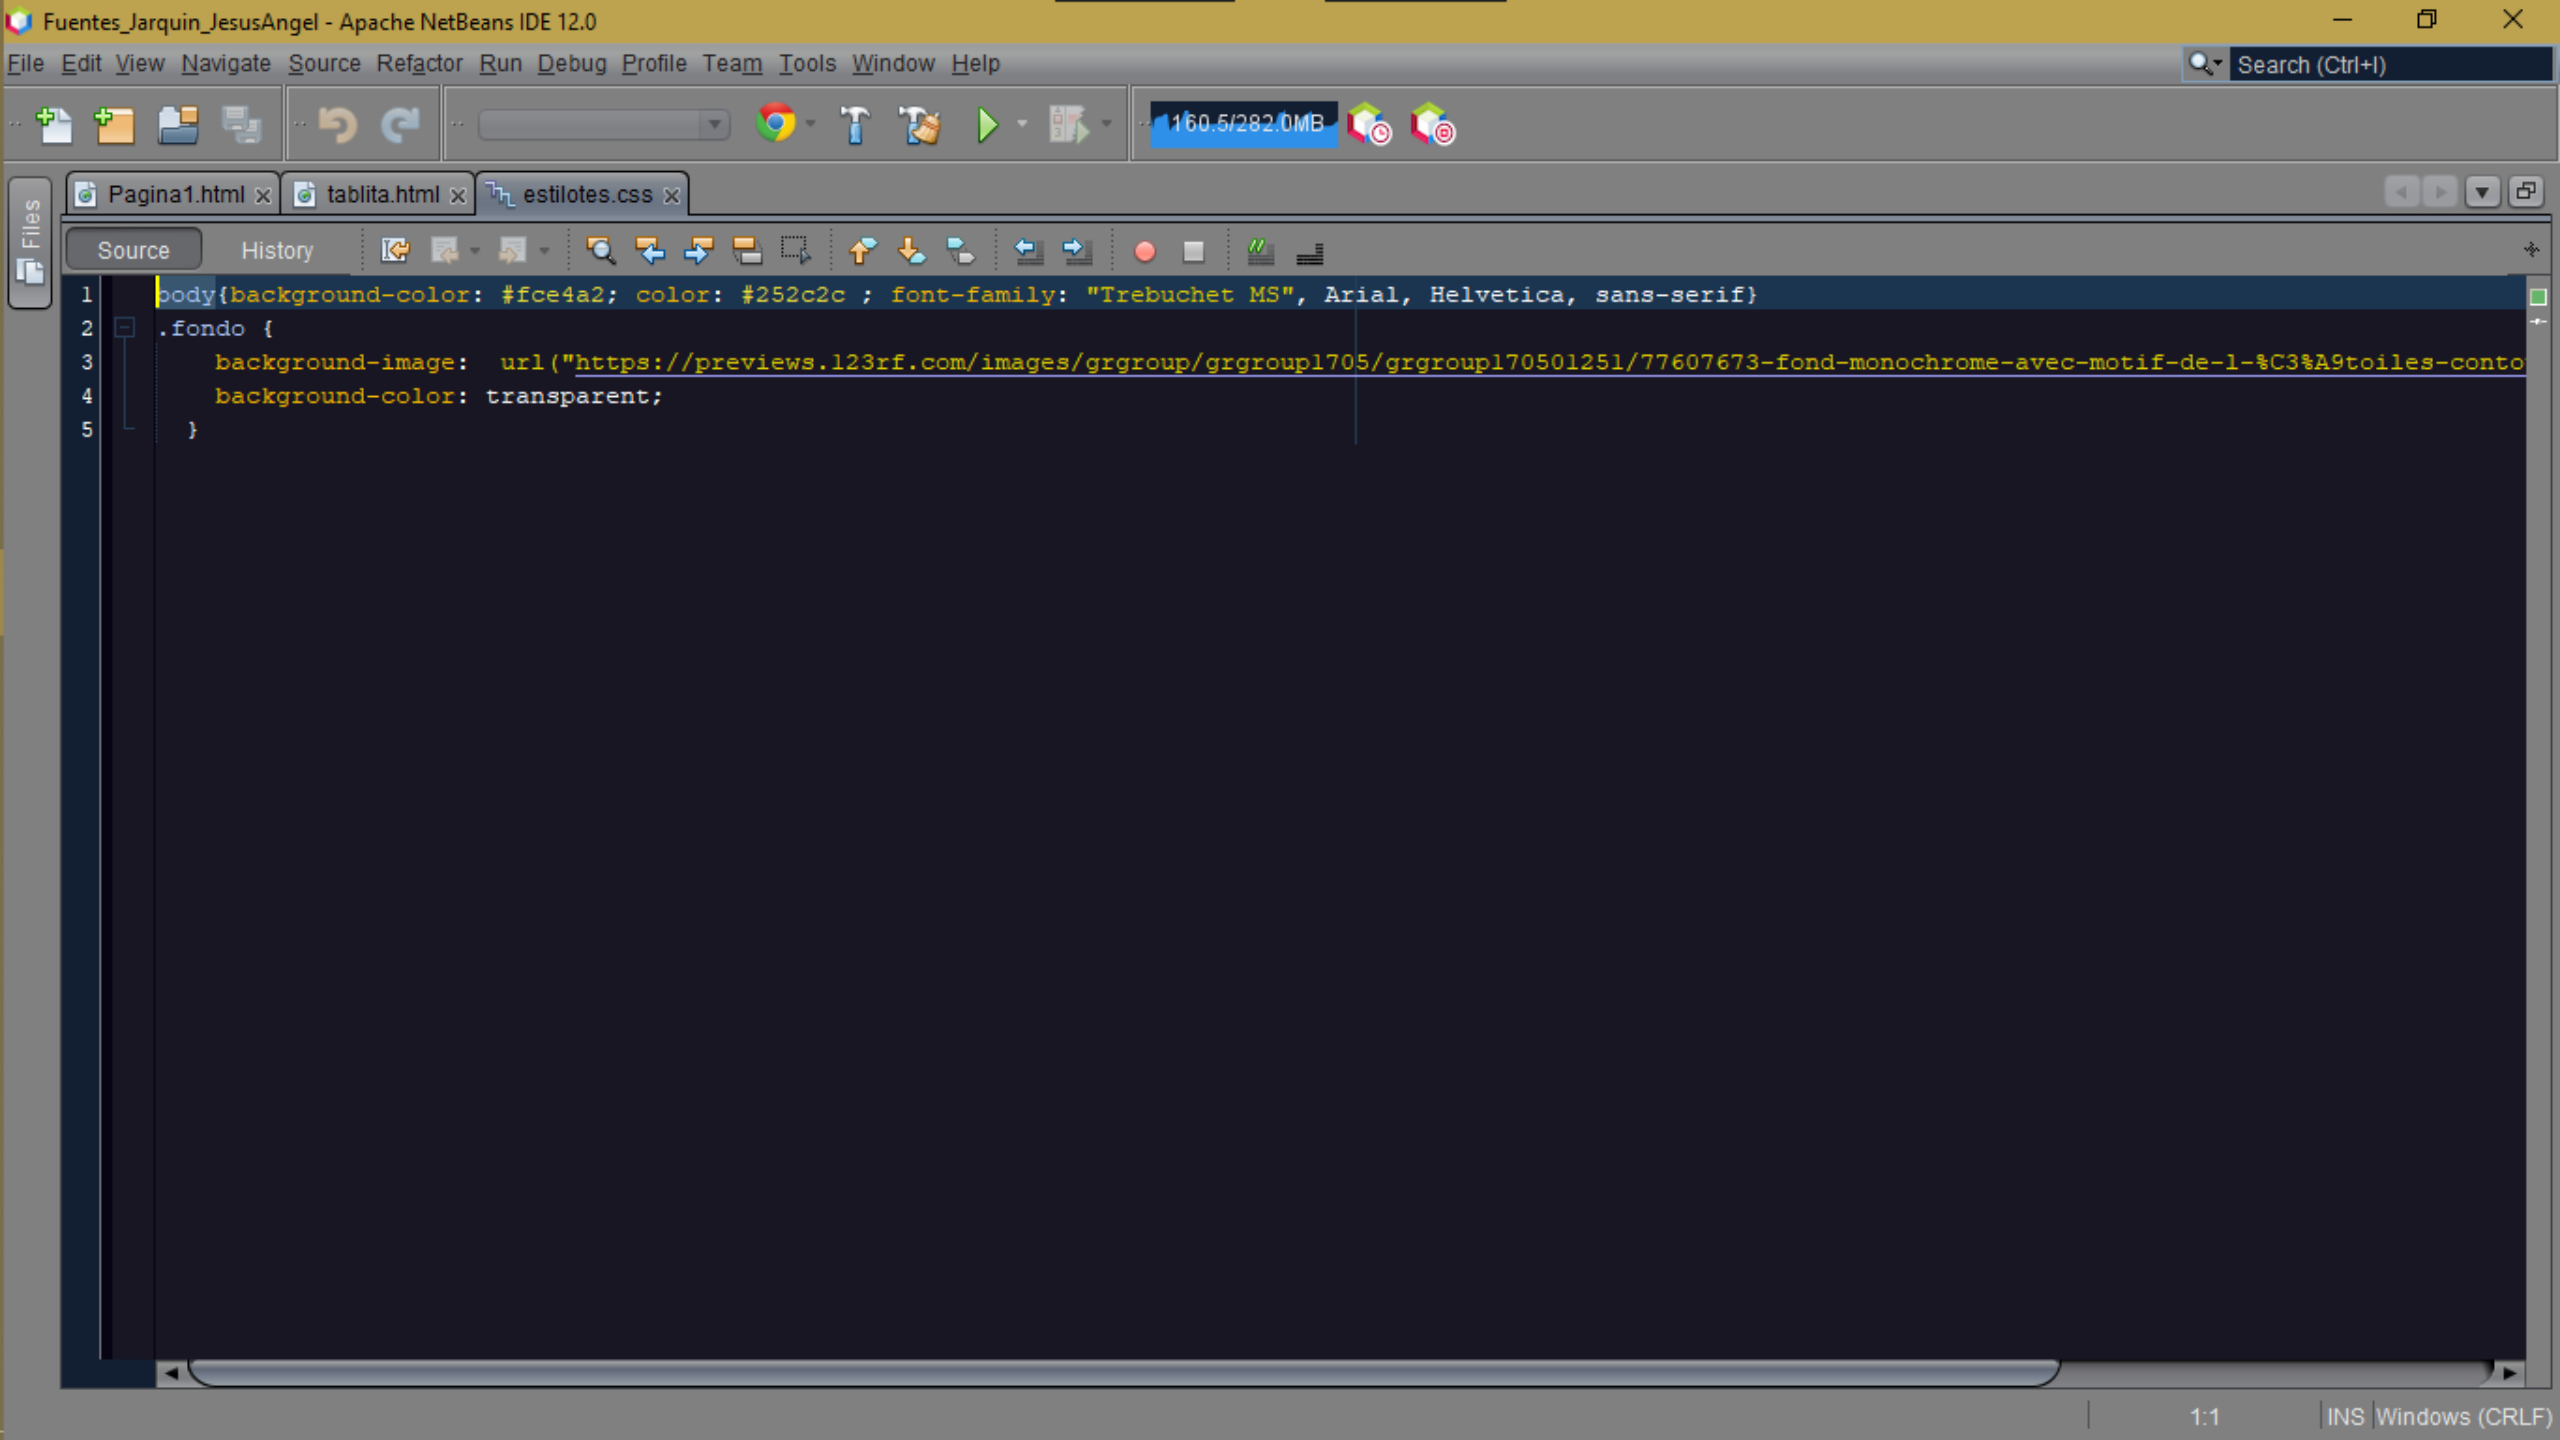 Fuentes_Jarquin_JesusAngel - Apache NetBeans IDE 12.0
File Edit View Navigate Source Refactor Run Debug Profile Team Tools Window Help
Search (Ctrl+I)
160.5/282.0MB
Files
Pagina1.html tablita.html estilotes.css
Source History
1 body{background-color: #fce4a2; color: #252c2c ; font-family: "Trebuchet MS", Arial, Helvetica, sans-serif}
2 .fondo {
3 background-image: url("https://previews.123rf.com/images/grgroup/grgroup1705/grgroup170501251/77607673-fond-monochrome-avec-motif-de-l-%C3%A9toiles-conto
4 background-color: transparent;
5 }
1:1 INS Windows (CRLF)